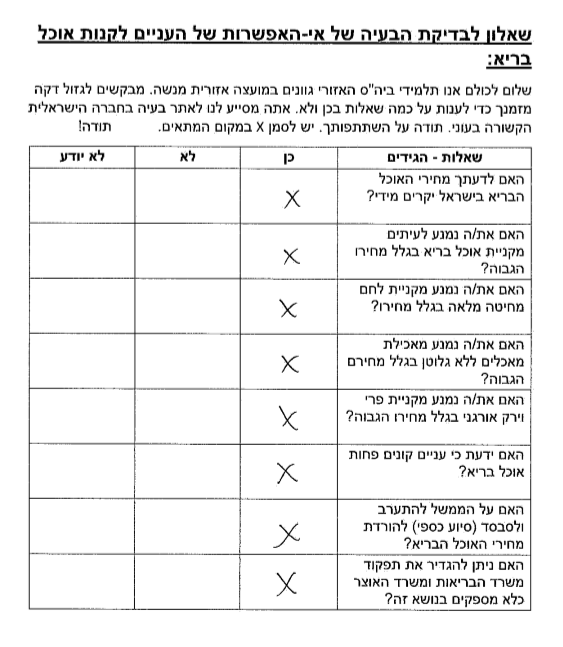 שאלון לבדיקת הבעיה של אי-האפשרות של העניים לקנות אוכל
בריא:
שלום לכולם אנו תלמידי ביה"ס האזורי גוונים במועצה אזורית מנשה. מבקשים לגזול דקה
מזמנך כדי לענות על כמה שאלות בכן ולא. אתה מסייע לנו לאתר בעיה בחברה הישראלית
הקשורה בעוני. תודה על השתתפותך. יש לסמן X במקום המתאים. תודה!
שאלות - הגידים כן לא לא יודע
האם לדעתך מחירי האוכל
הבריא בישראל יקרים מידי? X
האם את/ה נמנע לעיתים
מקניית אוכל בריא בגלל מחירו X
הגבוה?
האם את/ה נמנע מקניית לחם
מחיטה מלאה בגלל מחירו? X
האם את/ה נמנע מאכילת
מאכלים ללא גלוטן בגלל מחירם X
הגבוה?
האם את/ה נמנע מקניית פרי
וירק אורגני בגלל מחירו הגבוה? X
האם ידעת כי עניים קונים פחות
אוכל בריא? X
האם על הממשל להתערב
ולסבסד (סיוע כספי) להורדת X
מחירי האוכל הבריא?
האם ניתן להגדיר את תפקוד
משרד הבריאות ומשרד האוצר X
כלא מספקים בנושא זה?